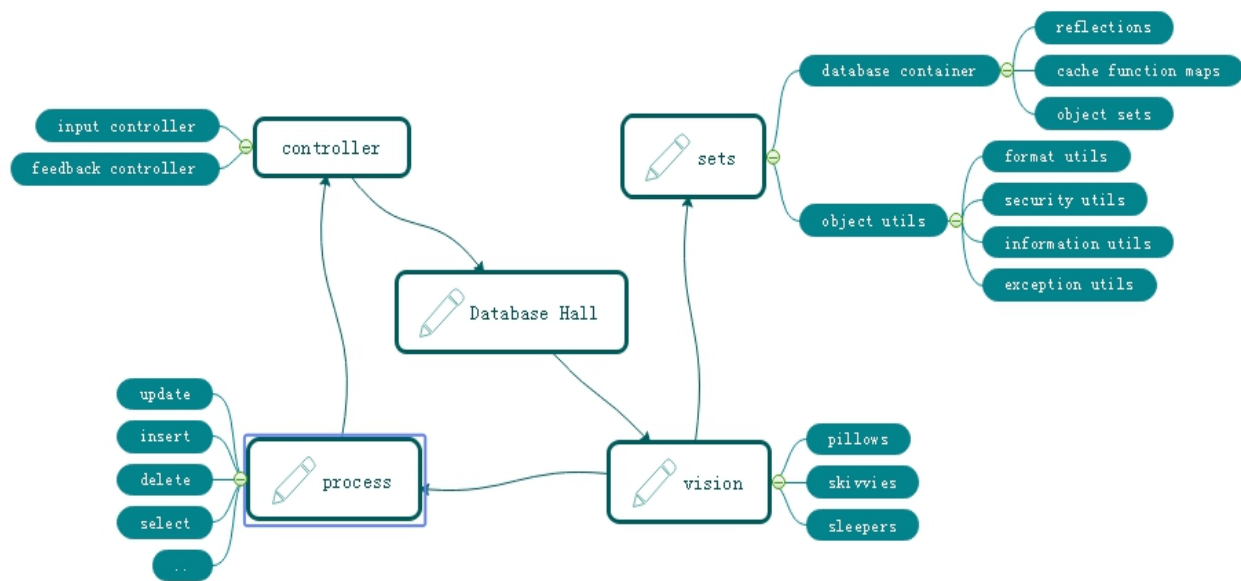 reflections
database container
cache function maps
object sets
input controller
controller
feedback controller
sets
format utils
security utils
object utils
information utils
exception utils
Database Hall
update
insert
delete
process
select
..
pillows
vision
skivvies
sleepers